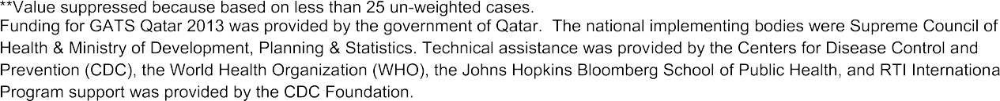 **Value suppressed because based on less than 25 un-weighted cases.
Funding for GATS Qatar 2013 was provided by the government of Qatar.  The national implementing bodies were Supreme Council of
Health & Ministry of Development, Planning & Statistics. Technical assistance was provided by the Centers for Disease Control and
Prevention (CDC), the World Health Organization (WHO), the Johns Hopkins Bloomberg School of Public Health, and RTI Internationa
Program support was provided by the CDC Foundation.